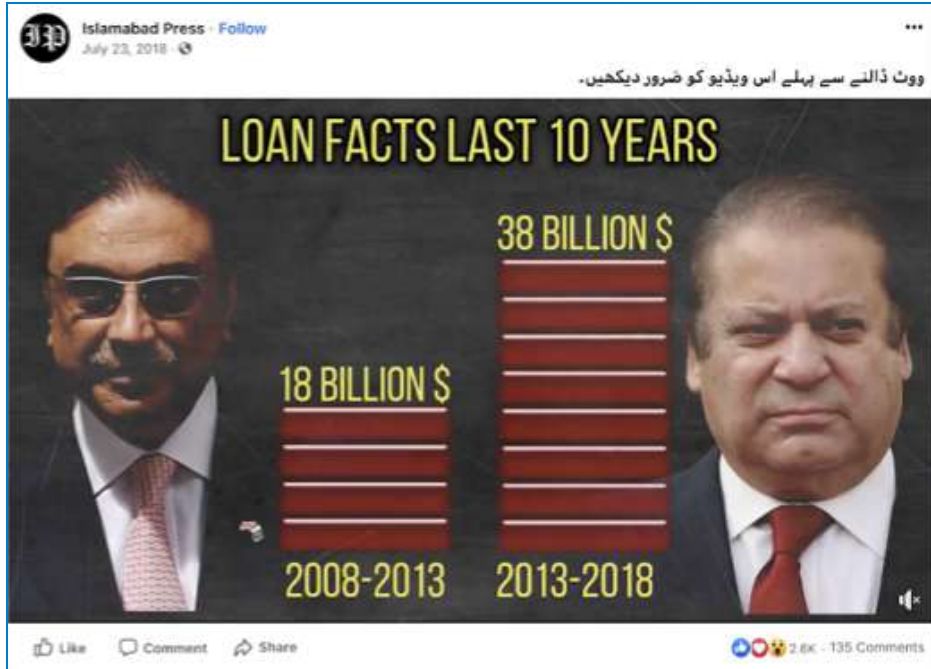 Islamabad Press · Follow
July 23, 2018 ·
ووٹ ڈالنے سے پہلے اس ویڈیو کو ضرور دیکھیں۔
LOAN FACTS LAST 10 YEARS
38 BILLION $
18 BILLION $
2008-2013
2013-2018
Like Comment Share 2.6K · 135 Comments